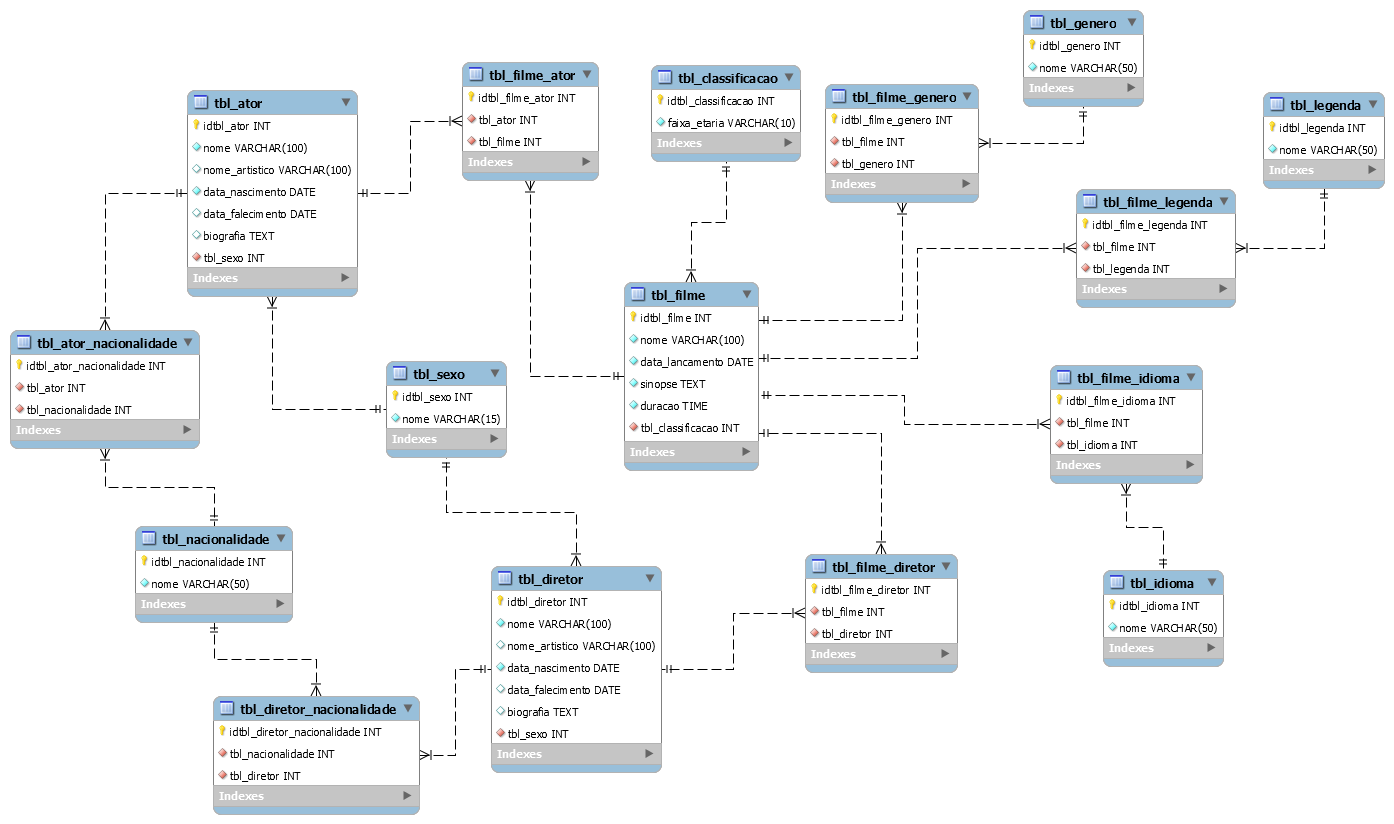 tbl_genero
idtbl_genero INT
nome VARCHAR(50)
Indexes
tbl_filme_ator
idtbl_filme_ator INT
tbl_ator INT
tbl_filme INT
Indexes
tbl_classificacao
idtbl_classificacao INT
faixa_etaria VARCHAR(10)
Indexes
tbl_filme_genero
idtbl_filme_genero INT
tbl_filme INT
tbl_genero INT
Indexes
tbl_ator
idtbl_ator INT
nome VARCHAR(100)
nome_artistico VARCHAR(100)
data_nascimento DATE
data_falecimento DATE
biografia TEXT
tbl_sexo INT
Indexes
tbl_legenda
idtbl_legenda INT
nome VARCHAR(50)
Indexes
tbl_filme_legenda
idtbl_filme_legenda INT
tbl_filme INT
tbl_legenda INT
Indexes
tbl_filme
idtbl_filme INT
nome VARCHAR(100)
data_lancamento DATE
sinopse TEXT
duracao TIME
tbl_classificacao INT
Indexes
tbl_ator_nacionalidade
idtbl_ator_nacionalidade INT
tbl_ator INT
tbl_nacionalidade INT
Indexes
tbl_sexo
idtbl_sexo INT
nome VARCHAR(15)
Indexes
tbl_filme_idioma
idtbl_filme_idioma INT
tbl_filme INT
tbl_idioma INT
Indexes
tbl_nacionalidade
idtbl_nacionalidade INT
nome VARCHAR(50)
Indexes
tbl_diretor
idtbl_diretor INT
nome VARCHAR(100)
nome_artistico VARCHAR(100)
data_nascimento DATE
data_falecimento DATE
biografia TEXT
tbl_sexo INT
Indexes
tbl_filme_diretor
idtbl_filme_diretor INT
tbl_filme INT
tbl_diretor INT
Indexes
tbl_idioma
idtbl_idioma INT
nome VARCHAR(50)
Indexes
tbl_diretor_nacionalidade
idtbl_diretor_nacionalidade INT
tbl_nacionalidade INT
tbl_diretor INT
Indexes